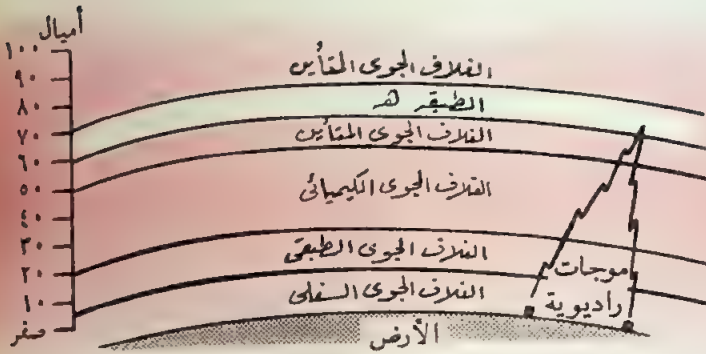 أميال
١٠٠
٩٠
٨٠
٧٠
٦٠
٥٠
٤٠
٣٠
٢٠
١٠
صفر
الغلاف الجوى المتأين
الطبقه هـ
الغلاف الجوى المتأين
الغلاف الجوى الكيميائى
الغلاف الجوى الطبقى
الغلاف الجوى السفلى
الأرض
موجات
راديوية